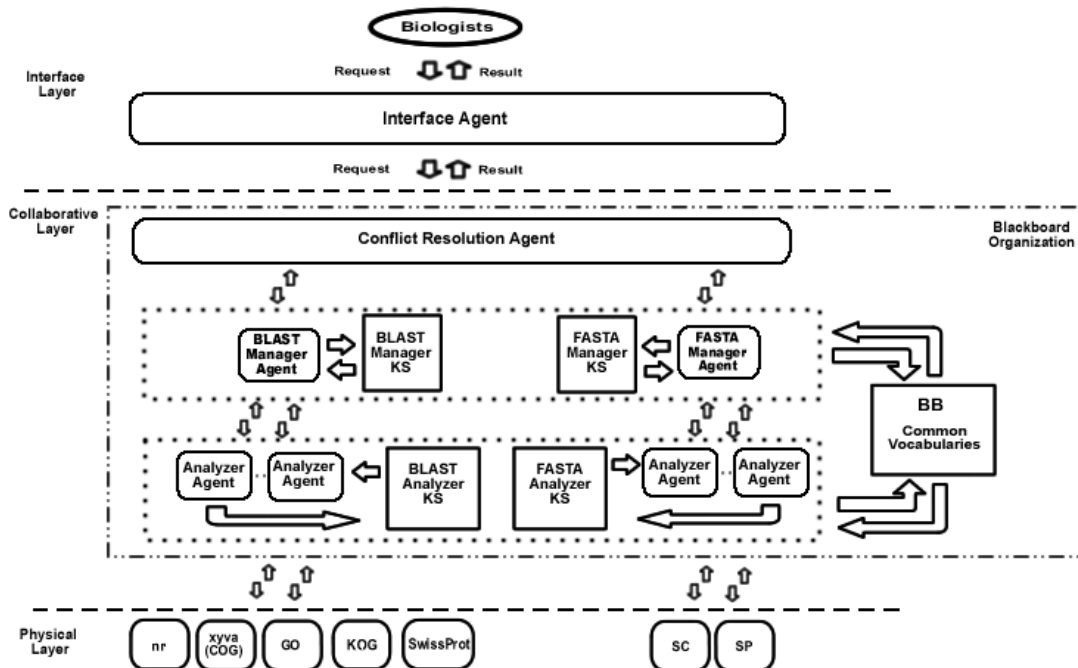 Biologists
Request
Result
Interface
Layer
Interface Agent
Request
Result
Collaborative
Layer
Conflict Resolution Agent
Blackboard
Organization
BLAST
Manager
Agent
BLAST
Manager
KS
FASTA
Manager
KS
FASTA
Manager
Agent
BB
Common
Vocabularies
Analyzer
Agent
Analyzer
Agent
BLAST
Analyzer
KS
FASTA
Analyzer
KS
Analyzer
Agent
Analyzer
Agent
Physical
Layer
nr
xyva
(COG)
GO
KOG
SwissProt
SC
SP